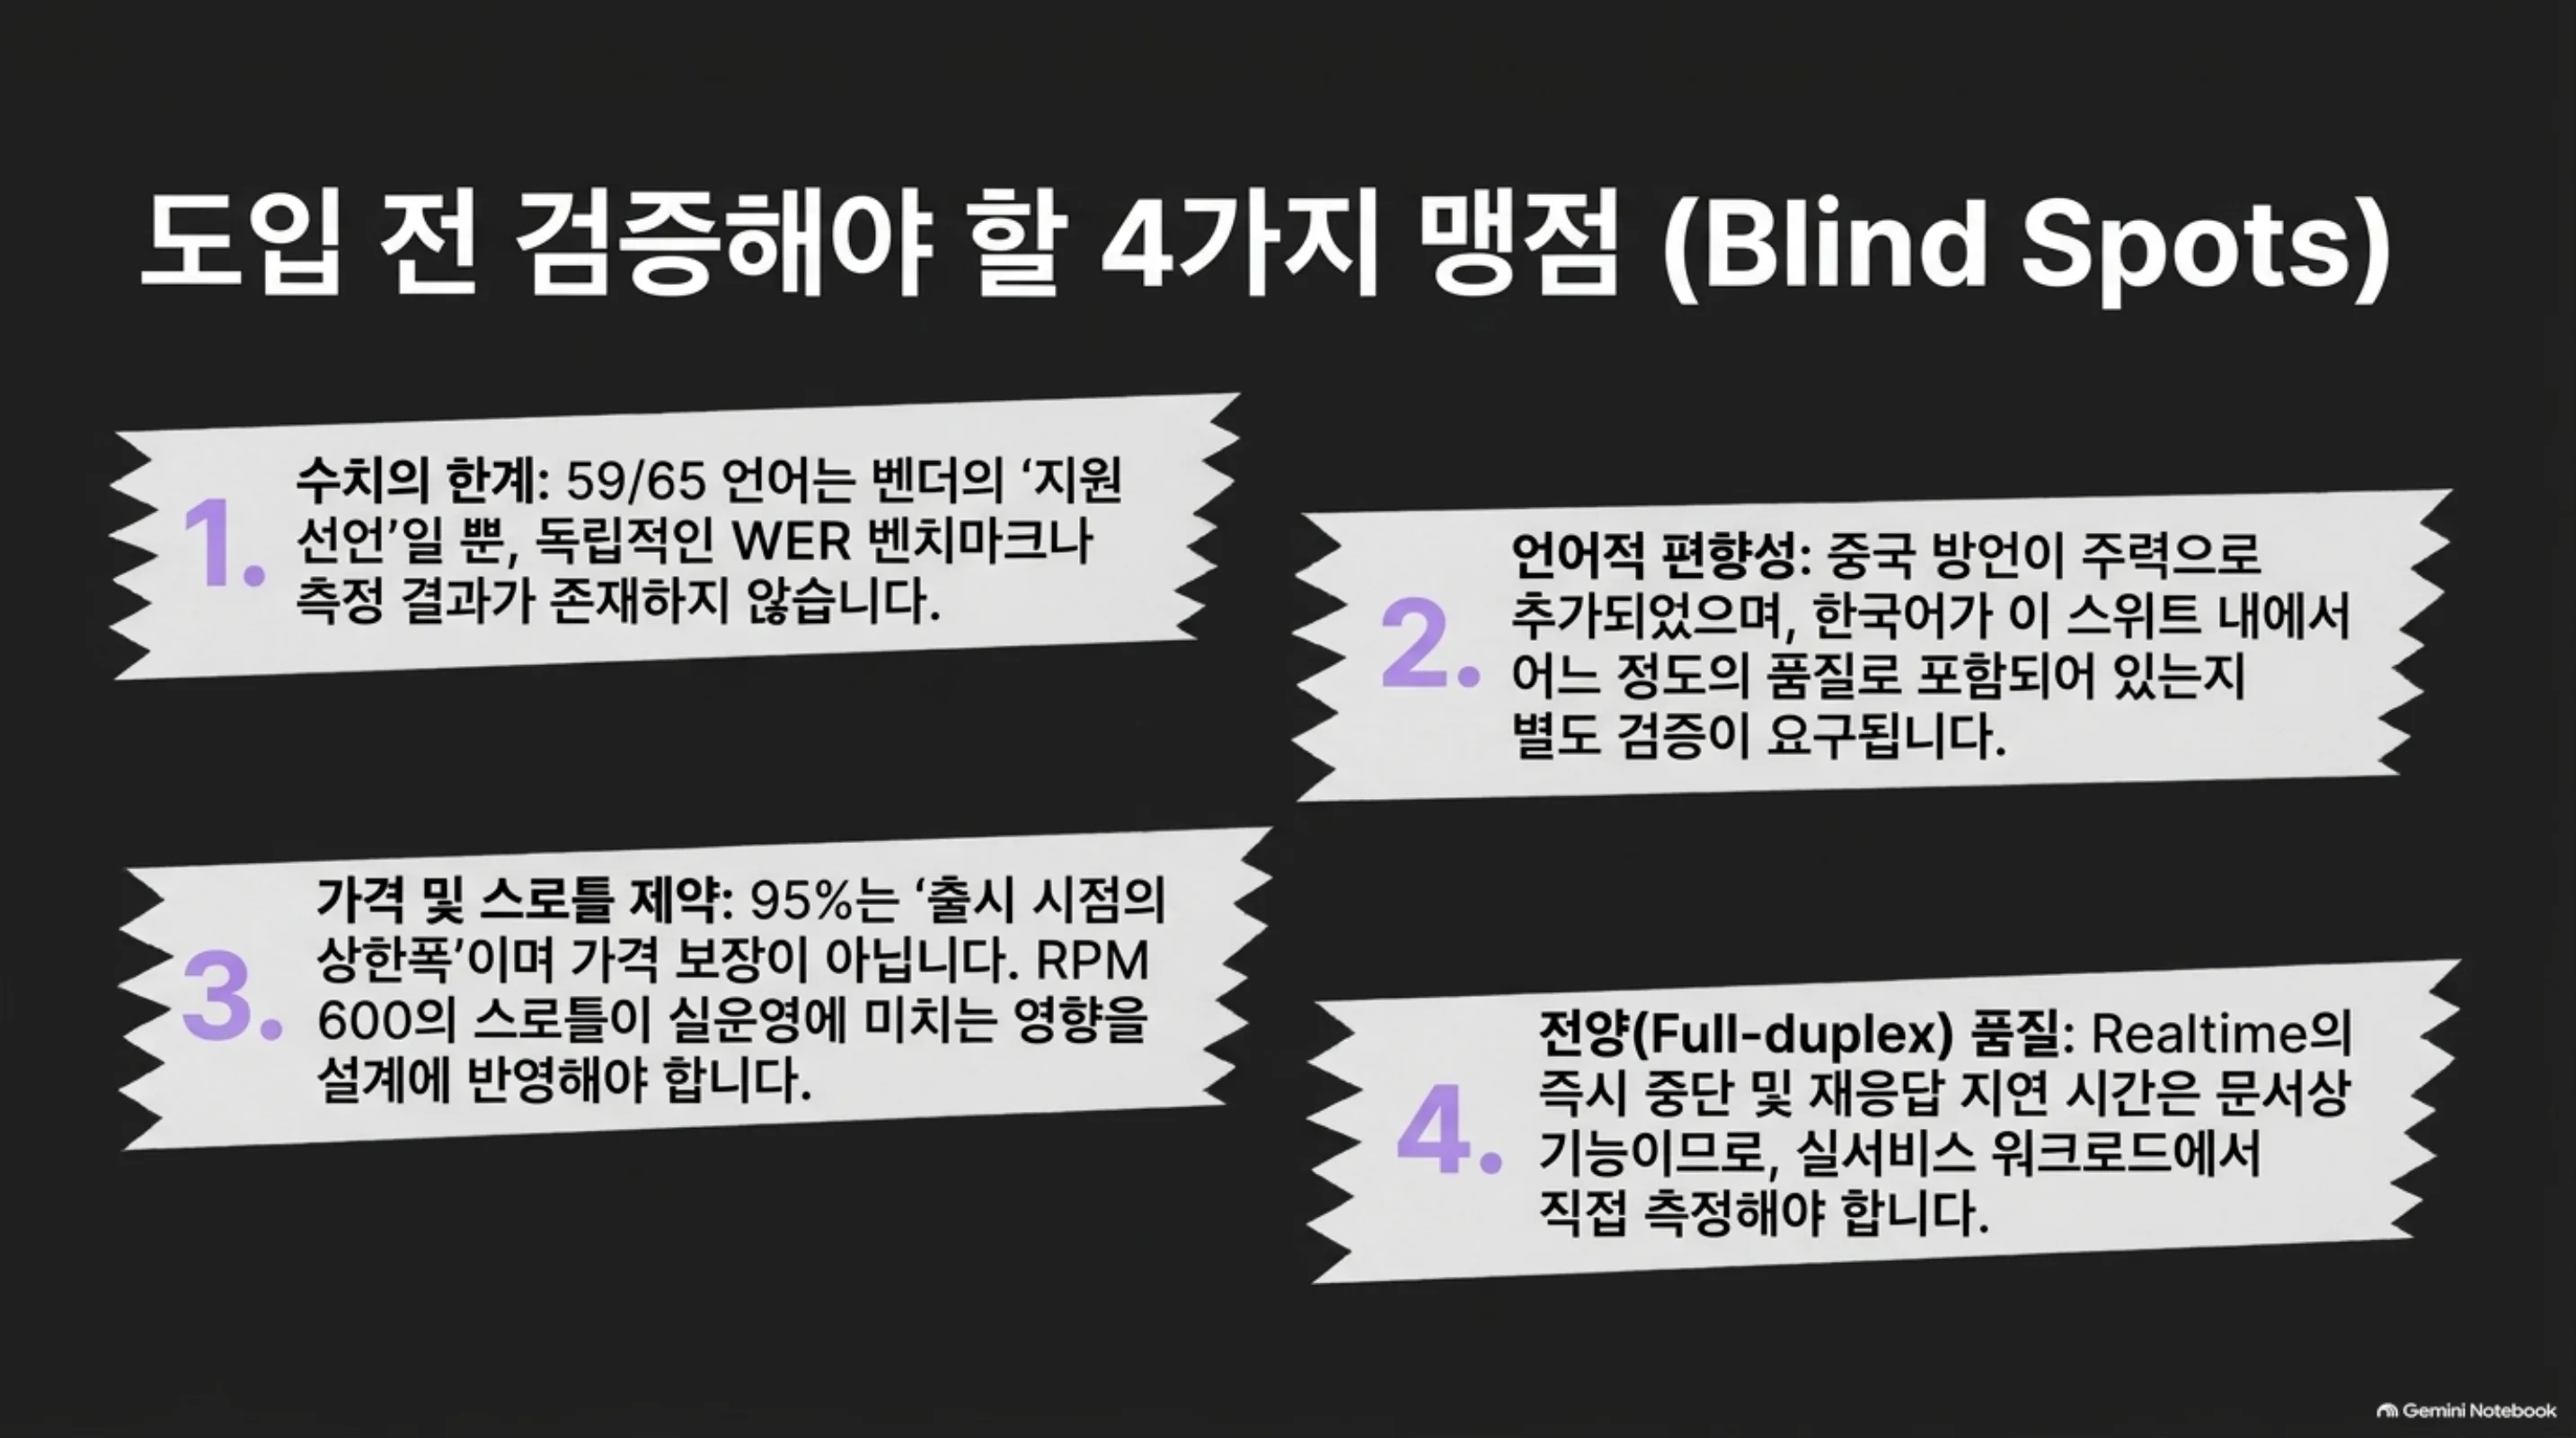 도입 전 검증해야 할 4가지 맹점 (Blind Spots)
1.
수치의 한계: 59/65 언어는 벤더의 ‘지원
선언’일 뿐, 독립적인 WER 벤치마크나
측정 결과가 존재하지 않습니다.
2.
언어적 편향성: 중국 방언이 주력으로
추가되었으며, 한국어가 이 스위트 내에서
어느 정도의 품질로 포함되어 있는지
별도 검증이 요구됩니다.
3.
가격 및 스로틀 제약: 95%는 ‘출시 시점의
상한폭’이며 가격 보장이 아닙니다. RPM
600의 스로틀이 실운영에 미치는 영향을
설계에 반영해야 합니다.
4.
전양(Full-duplex) 품질: Realtime의
즉시 중단 및 재응답 지연 시간은 문서상
기능이므로, 실서비스 워크로드에서
직접 측정해야 합니다.
Gemini Notebook